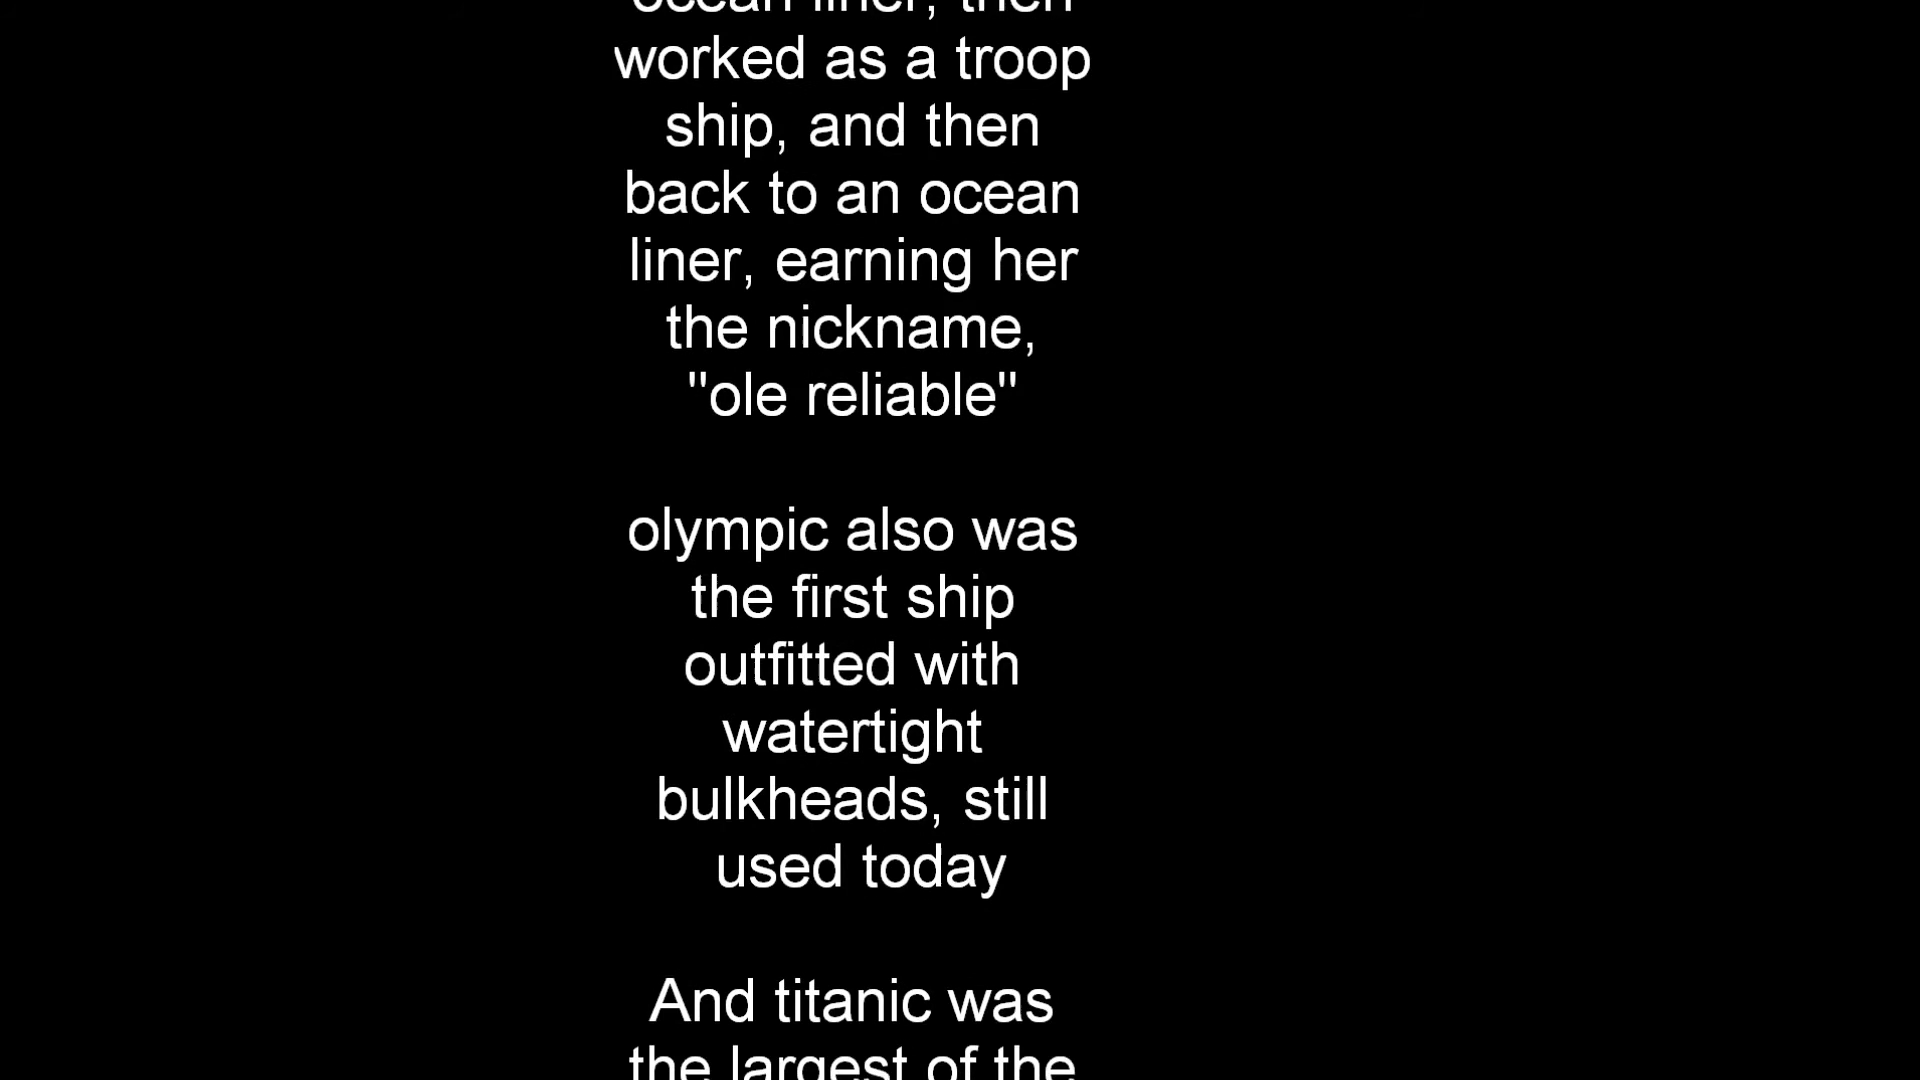 ocean liner, then
worked as a troop
ship, and then
back to an ocean
liner, earning her
the nickname,
"ole reliable"
olympic also was
the first ship
outfitted with
watertight
bulkheads, still
used today
And titanic was
the largest of the